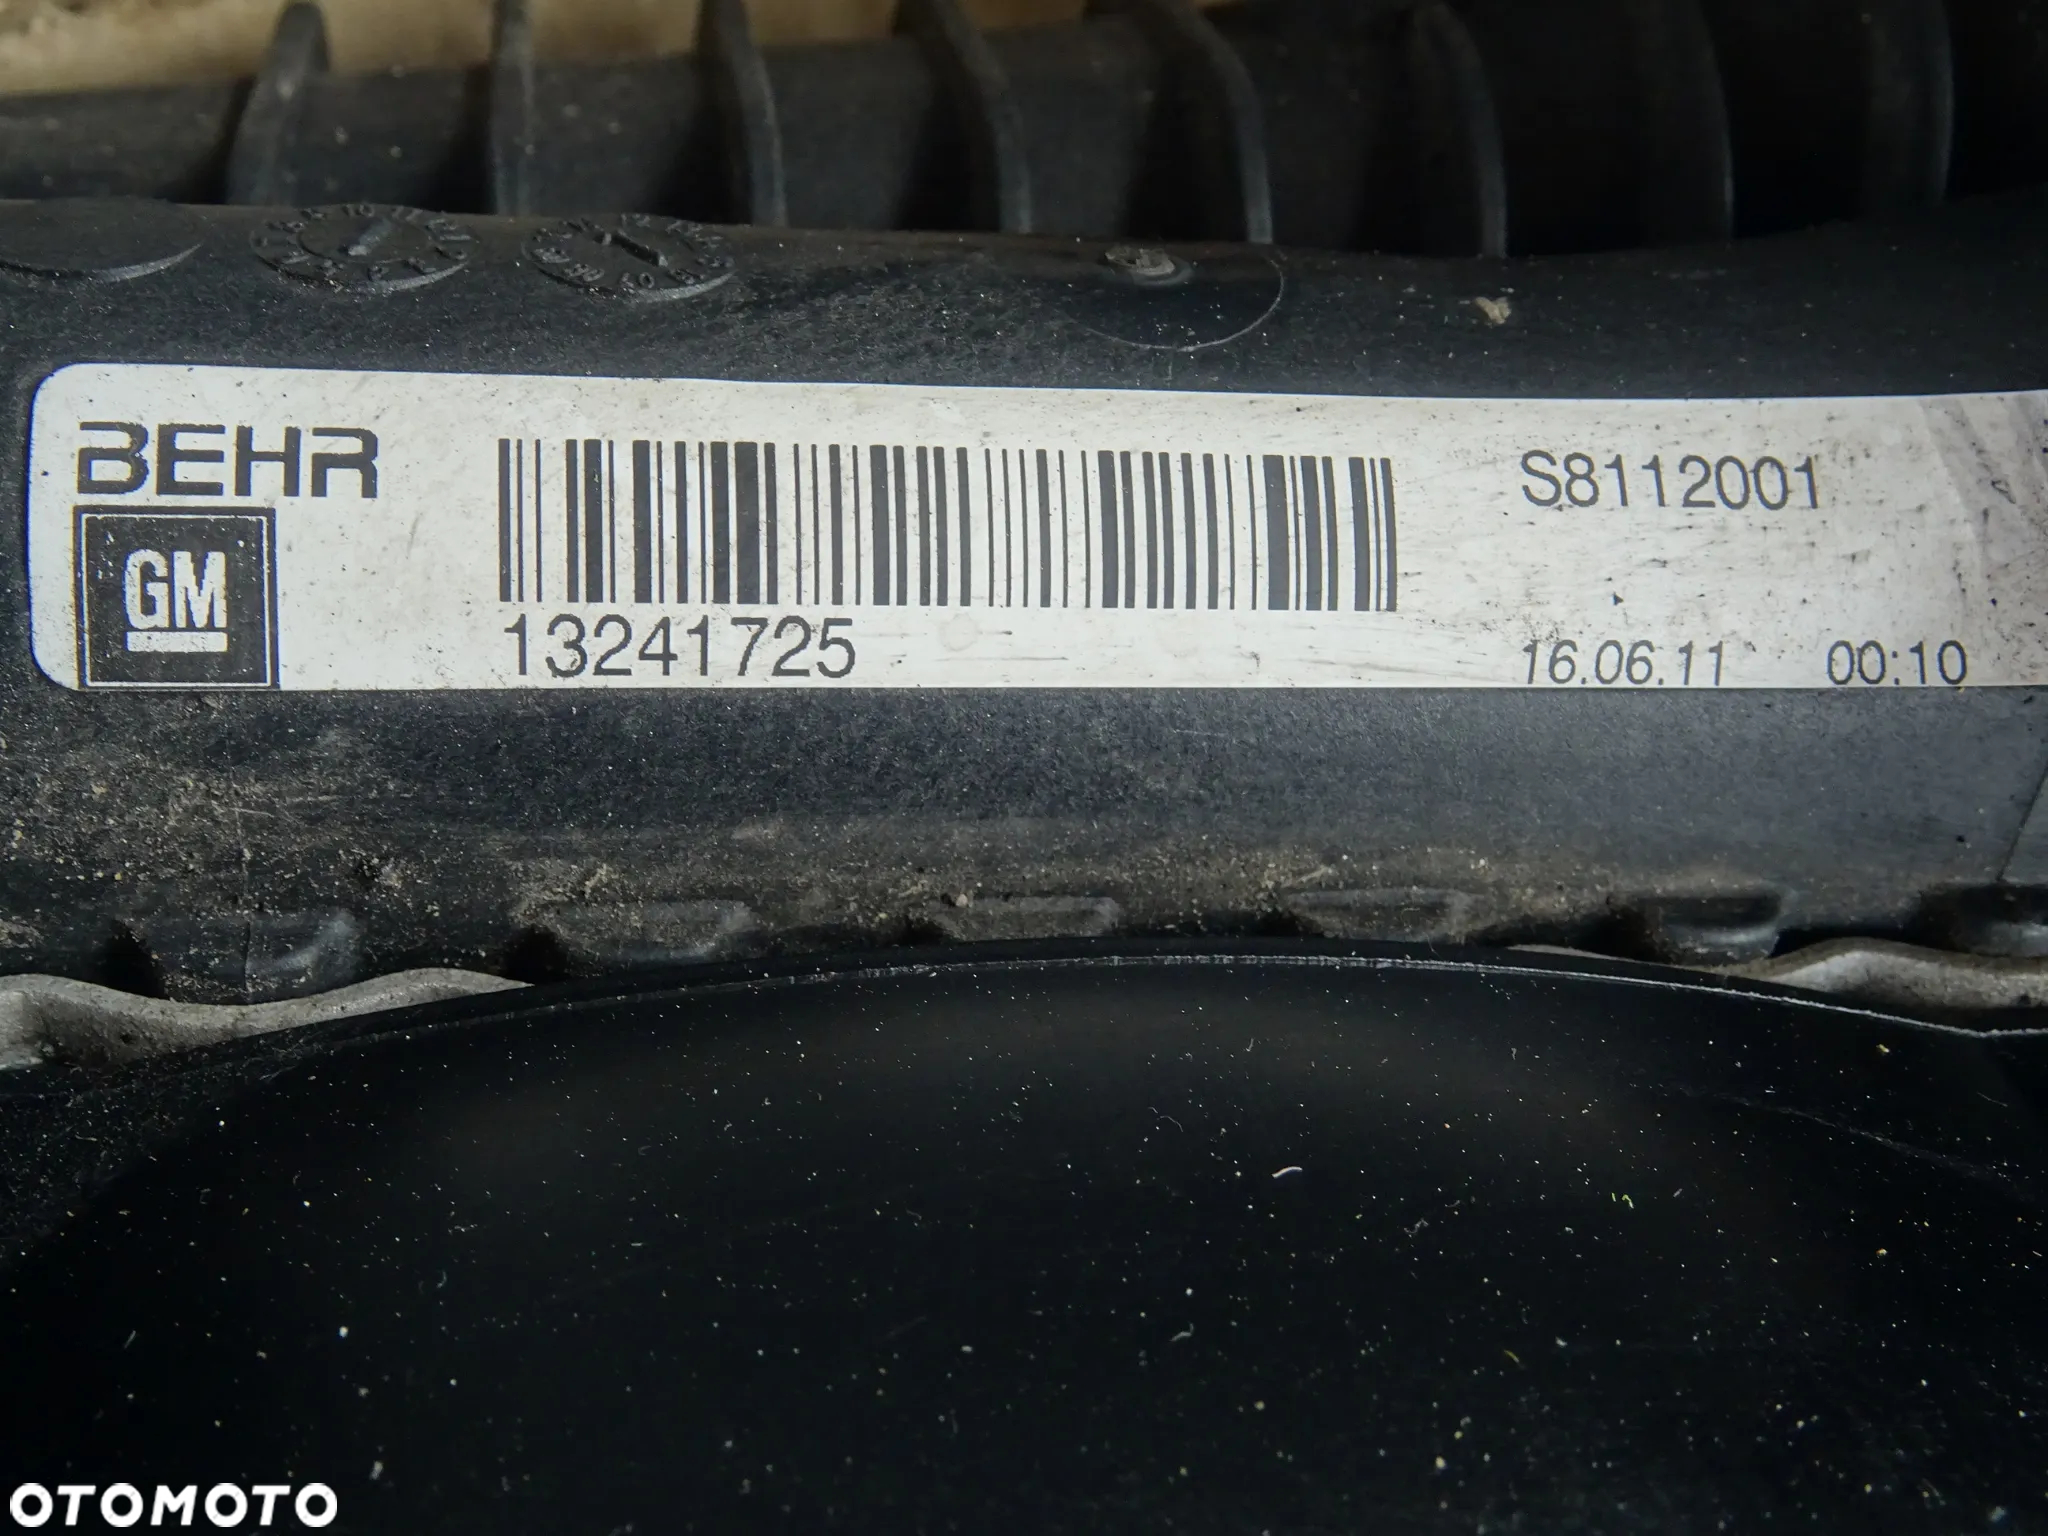 BEHR
GM
13241725
S8112001
16.06.11 00:10
OTOMOTO